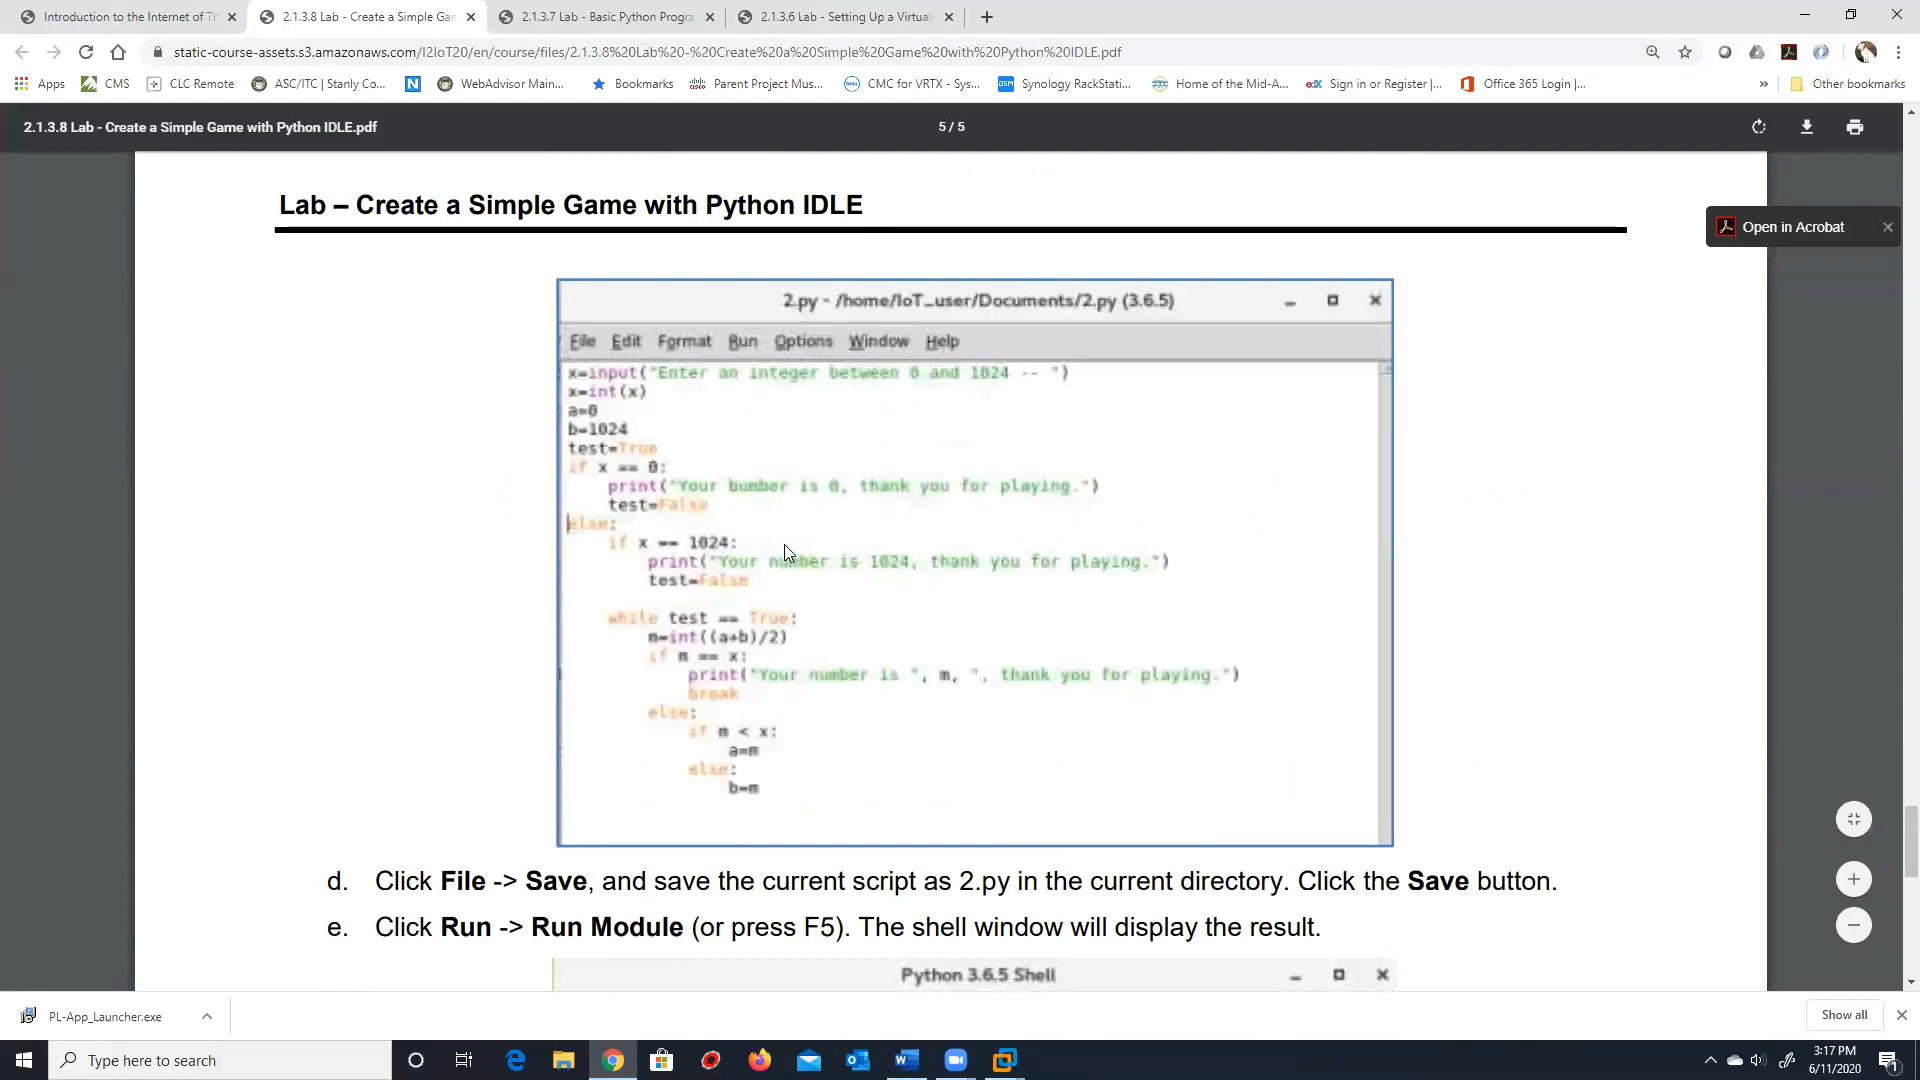 Introduction to the Internet of Ti
2.1.3.8 Lab - Create a Simple Gan
2.1.3.7 Lab - Basic Python Progra
2.1.3.6 Lab - Setting Up a Virtual
static-course-assets.s3.amazonaws.com/I2IoT20/en/course/files/2.1.3.8%20Lab%20-%20Create%20a%20Simple%20Game%20with%20Python%20IDLE.pdf
Apps
CMS
CLC Remote
ASC/ITC | Stanly Co...
N
WebAdvisor Main...
Bookmarks
Parent Project Mus...
CMC for VRTX - Sys...
DSM
Synology RackStati...
Home of the Mid-A...
edX
Sign in or Register |...
Office 365 Login |...
»
Other bookmarks
2.1.3.8 Lab - Create a Simple Game with Python IDLE.pdf
5 / 5
Lab – Create a Simple Game with Python IDLE
Open in Acrobat
2.py - /home/IoT_user/Documents/2.py (3.6.5)
File Edit Format Run Options Window Help
x=input("Enter an integer between 0 and 1024 -- ")
x=int(x)
a=0
b=1024
test=True
if x == 0:
print("Your bumber is 0, thank you for playing.")
test=False
else:
if x == 1024:
print("Your number is 1024, thank you for playing.")
test=False
while test == True:
m=int((a+b)/2)
if m == x:
print("Your number is ", m, ", thank you for playing.")
break
else:
if m < x:
a=m
else:
b=m
d. Click File -> Save, and save the current script as 2.py in the current directory. Click the Save button.
e. Click Run -> Run Module (or press F5). The shell window will display the result.
Python 3.6.5 Shell
PL-App_Launcher.exe
Show all
Type here to search
3:17 PM
6/11/2020
1